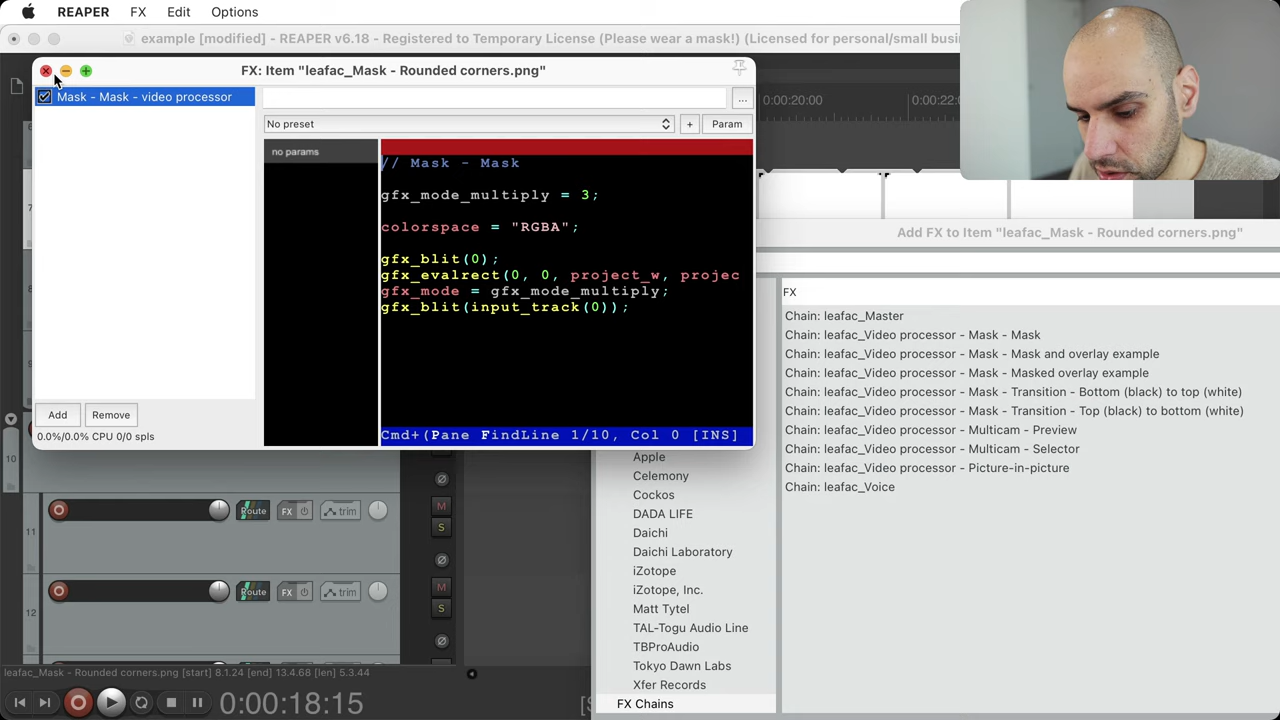 REAPER FX Edit Options
example [modified] - REAPER v6.18 - Registered to Temporary License (Please wear a mask!) (Licensed for personal/small busi
FX: Item "leafac_Mask - Rounded corners.png"
Mask - Mask - video processor
...
No preset
+
Param
no params
// Mask - Mask
gfx_mode_multiply = 3;
colorspace = "RGBA";
gfx_blit(0);
gfx_evalrect(0, 0, project_w, projec
gfx_mode = gfx_mode_multiply;
gfx_blit(input_track(0));
Cmd+(Pane FindLine 1/10, Col 0 [INS]
Add
Remove
0.0%/0.0% CPU 0/0 spls
0:00:20:00
0:00:22:0
Add FX to Item "leafac_Mask - Rounded corners.png"
FX
Chain: leafac_Master
Chain: leafac_Video processor - Mask - Mask
Chain: leafac_Video processor - Mask - Mask and overlay example
Chain: leafac_Video processor - Mask - Masked overlay example
Chain: leafac_Video processor - Mask - Transition - Bottom (black) to top (white)
Chain: leafac_Video processor - Mask - Transition - Top (black) to bottom (white)
Chain: leafac_Video processor - Multicam - Preview
Chain: leafac_Video processor - Multicam - Selector
Chain: leafac_Video processor - Picture-in-picture
Chain: leafac_Voice
Apple
Celemony
Cockos
DADA LIFE
Daichi
Daichi Laboratory
iZotope
iZotope, Inc.
Matt Tytel
TAL-Togu Audio Line
TBProAudio
Tokyo Dawn Labs
Xfer Records
FX Chains
7
10
11
Route FX trim
M
S
12
Route FX trim
M
S
leafac_Mask - Rounded corners.png [start] 8.1.24 [end] 13.4.68 [len] 5.3.44
0:00:18:15